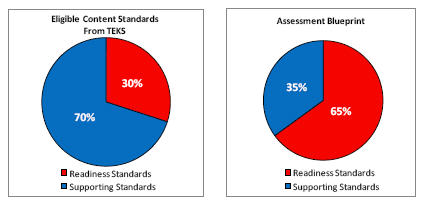 Eligible Content Standards
From TEKS
30%
70%
Readiness Standards
Supporting Standards
Assessment Blueprint
35%
65%
Readiness Standards
Supporting Standards